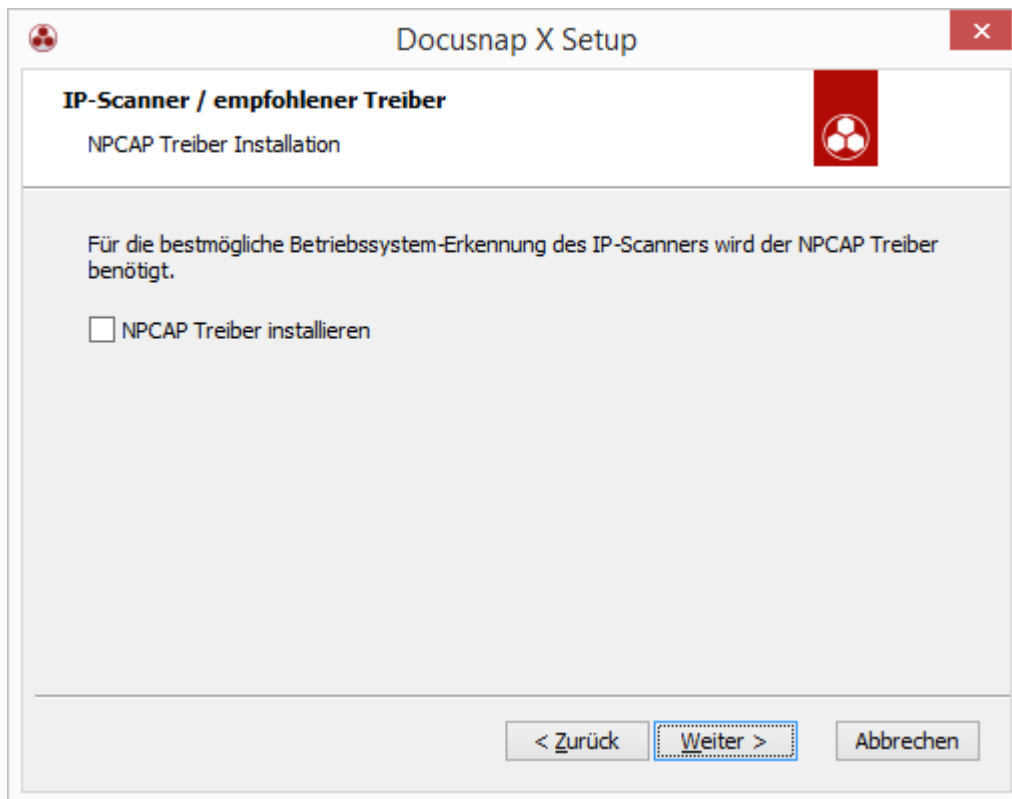 Docusnap X Setup
IP-Scanner / empfohlener Treiber
NPCAP Treiber Installation
Für die bestmögliche Betriebssystem-Erkennung des IP-Scanners wird der NPCAP Treiber
benötigt.
NPCAP Treiber installieren
< Zurück Weiter > Abbrechen